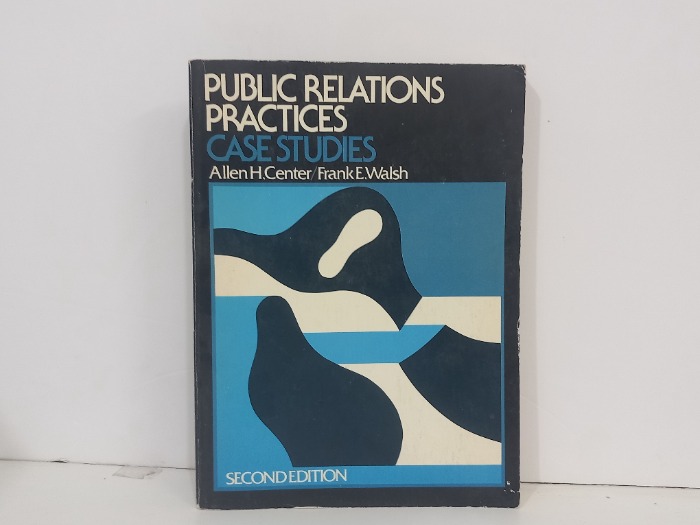 PUBLIC RELATIONS
PRACTICES
CASE STUDIES
Allen H. Center/Frank E. Walsh
SECOND EDITION